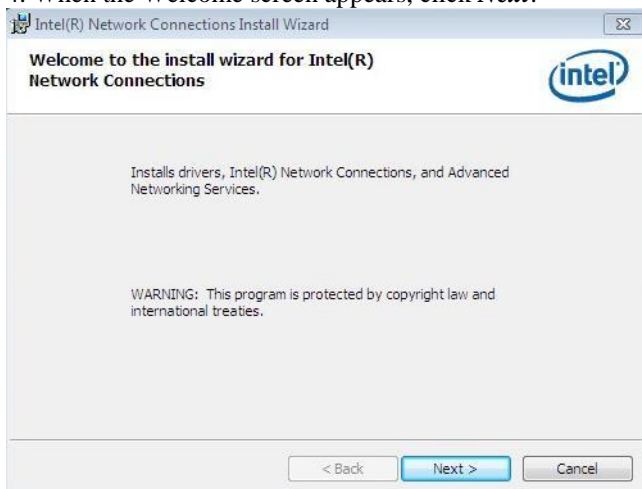 4. When the Welcome screen appears, click Next.
Intel(R) Network Connections Install Wizard
Welcome to the install wizard for Intel(R)
Network Connections
intel
Installs drivers, Intel(R) Network Connections, and Advanced
Networking Services.
WARNING: This program is protected by copyright law and
international treaties.
< Back
Next >
Cancel